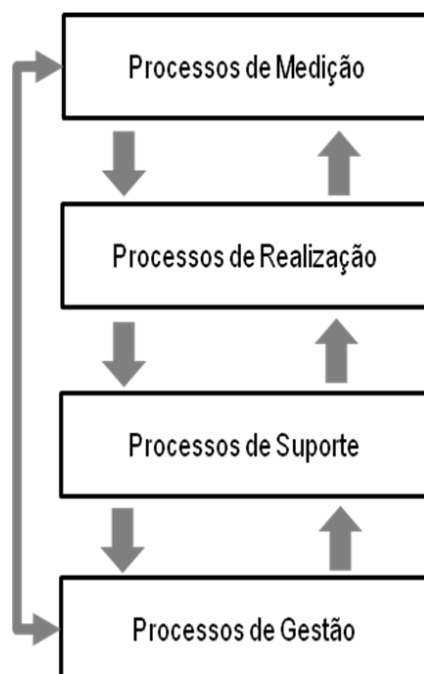 Processos de Medição
Processos de Realização
Processos de Suporte
Processos de Gestão